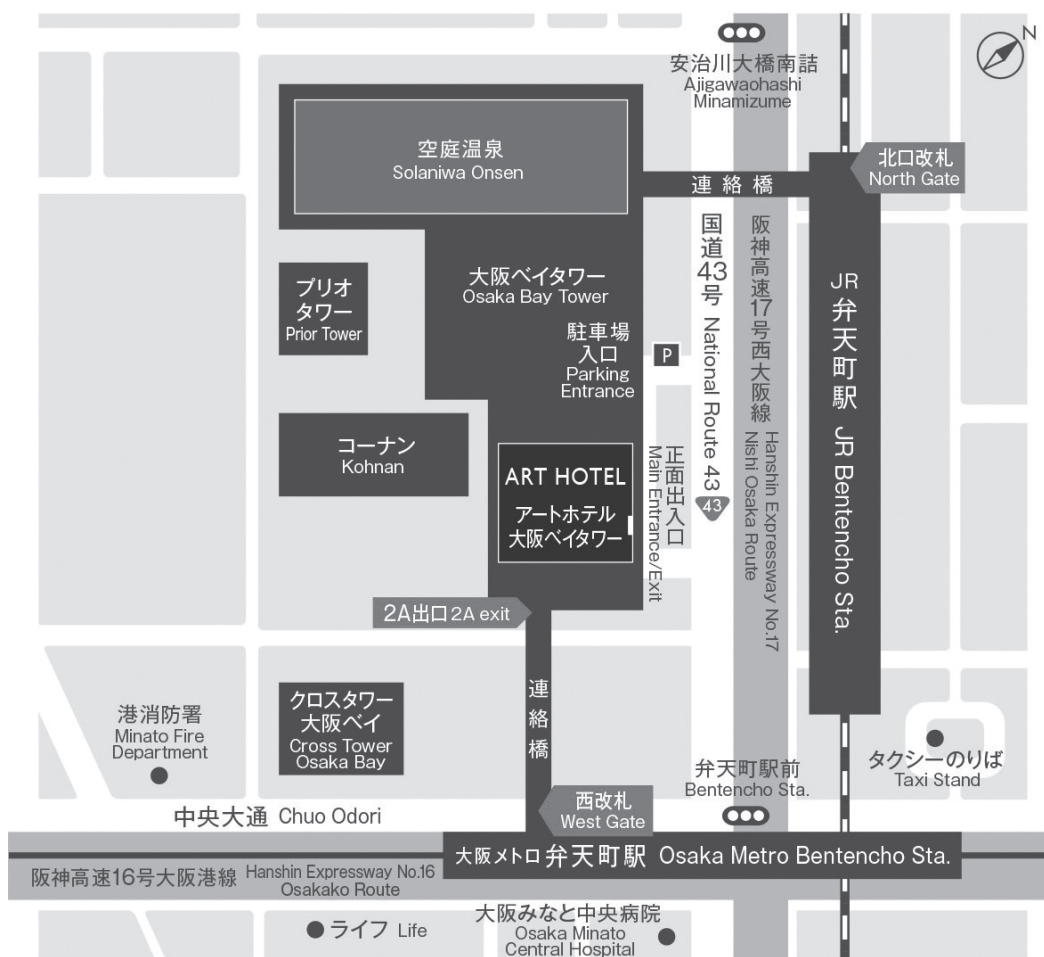 N
安治川大橋南詰
Ajigawaohashi
Minamizume
空庭温泉
Solaniwa Onsen
連絡橋
北口改札
North Gate
大阪ベイタワー
Osaka Bay Tower
プリオ
タワー
Prior Tower
駐車場
入口
Parking
Entrance
P
国道43号 National Route 43
43
阪神高速17号西大阪線
Hanshin Expressway No.17
Nishi Osaka Route
JR弁天町駅 JR Bentencho Sta.
コーナン
Kohnan
ART HOTEL
アートホテル
大阪ベイタワー
正面出入口
Main Entrance/Exit
2A出口 2A exit
連絡橋
港消防署
Minato Fire
Department
クロスタワー
大阪ベイ
Cross Tower
Osaka Bay
弁天町駅前
Bentencho Sta.
タクシーのりば
Taxi Stand
西改札
West Gate
中央大通 Chuo Odori
大阪メトロ弁天町駅 Osaka Metro Bentencho Sta.
阪神高速16号大阪港線
Hanshin Expressway No.16
Osakako Route
ライフ Life
大阪みなと中央病院
Osaka Minato
Central Hospital